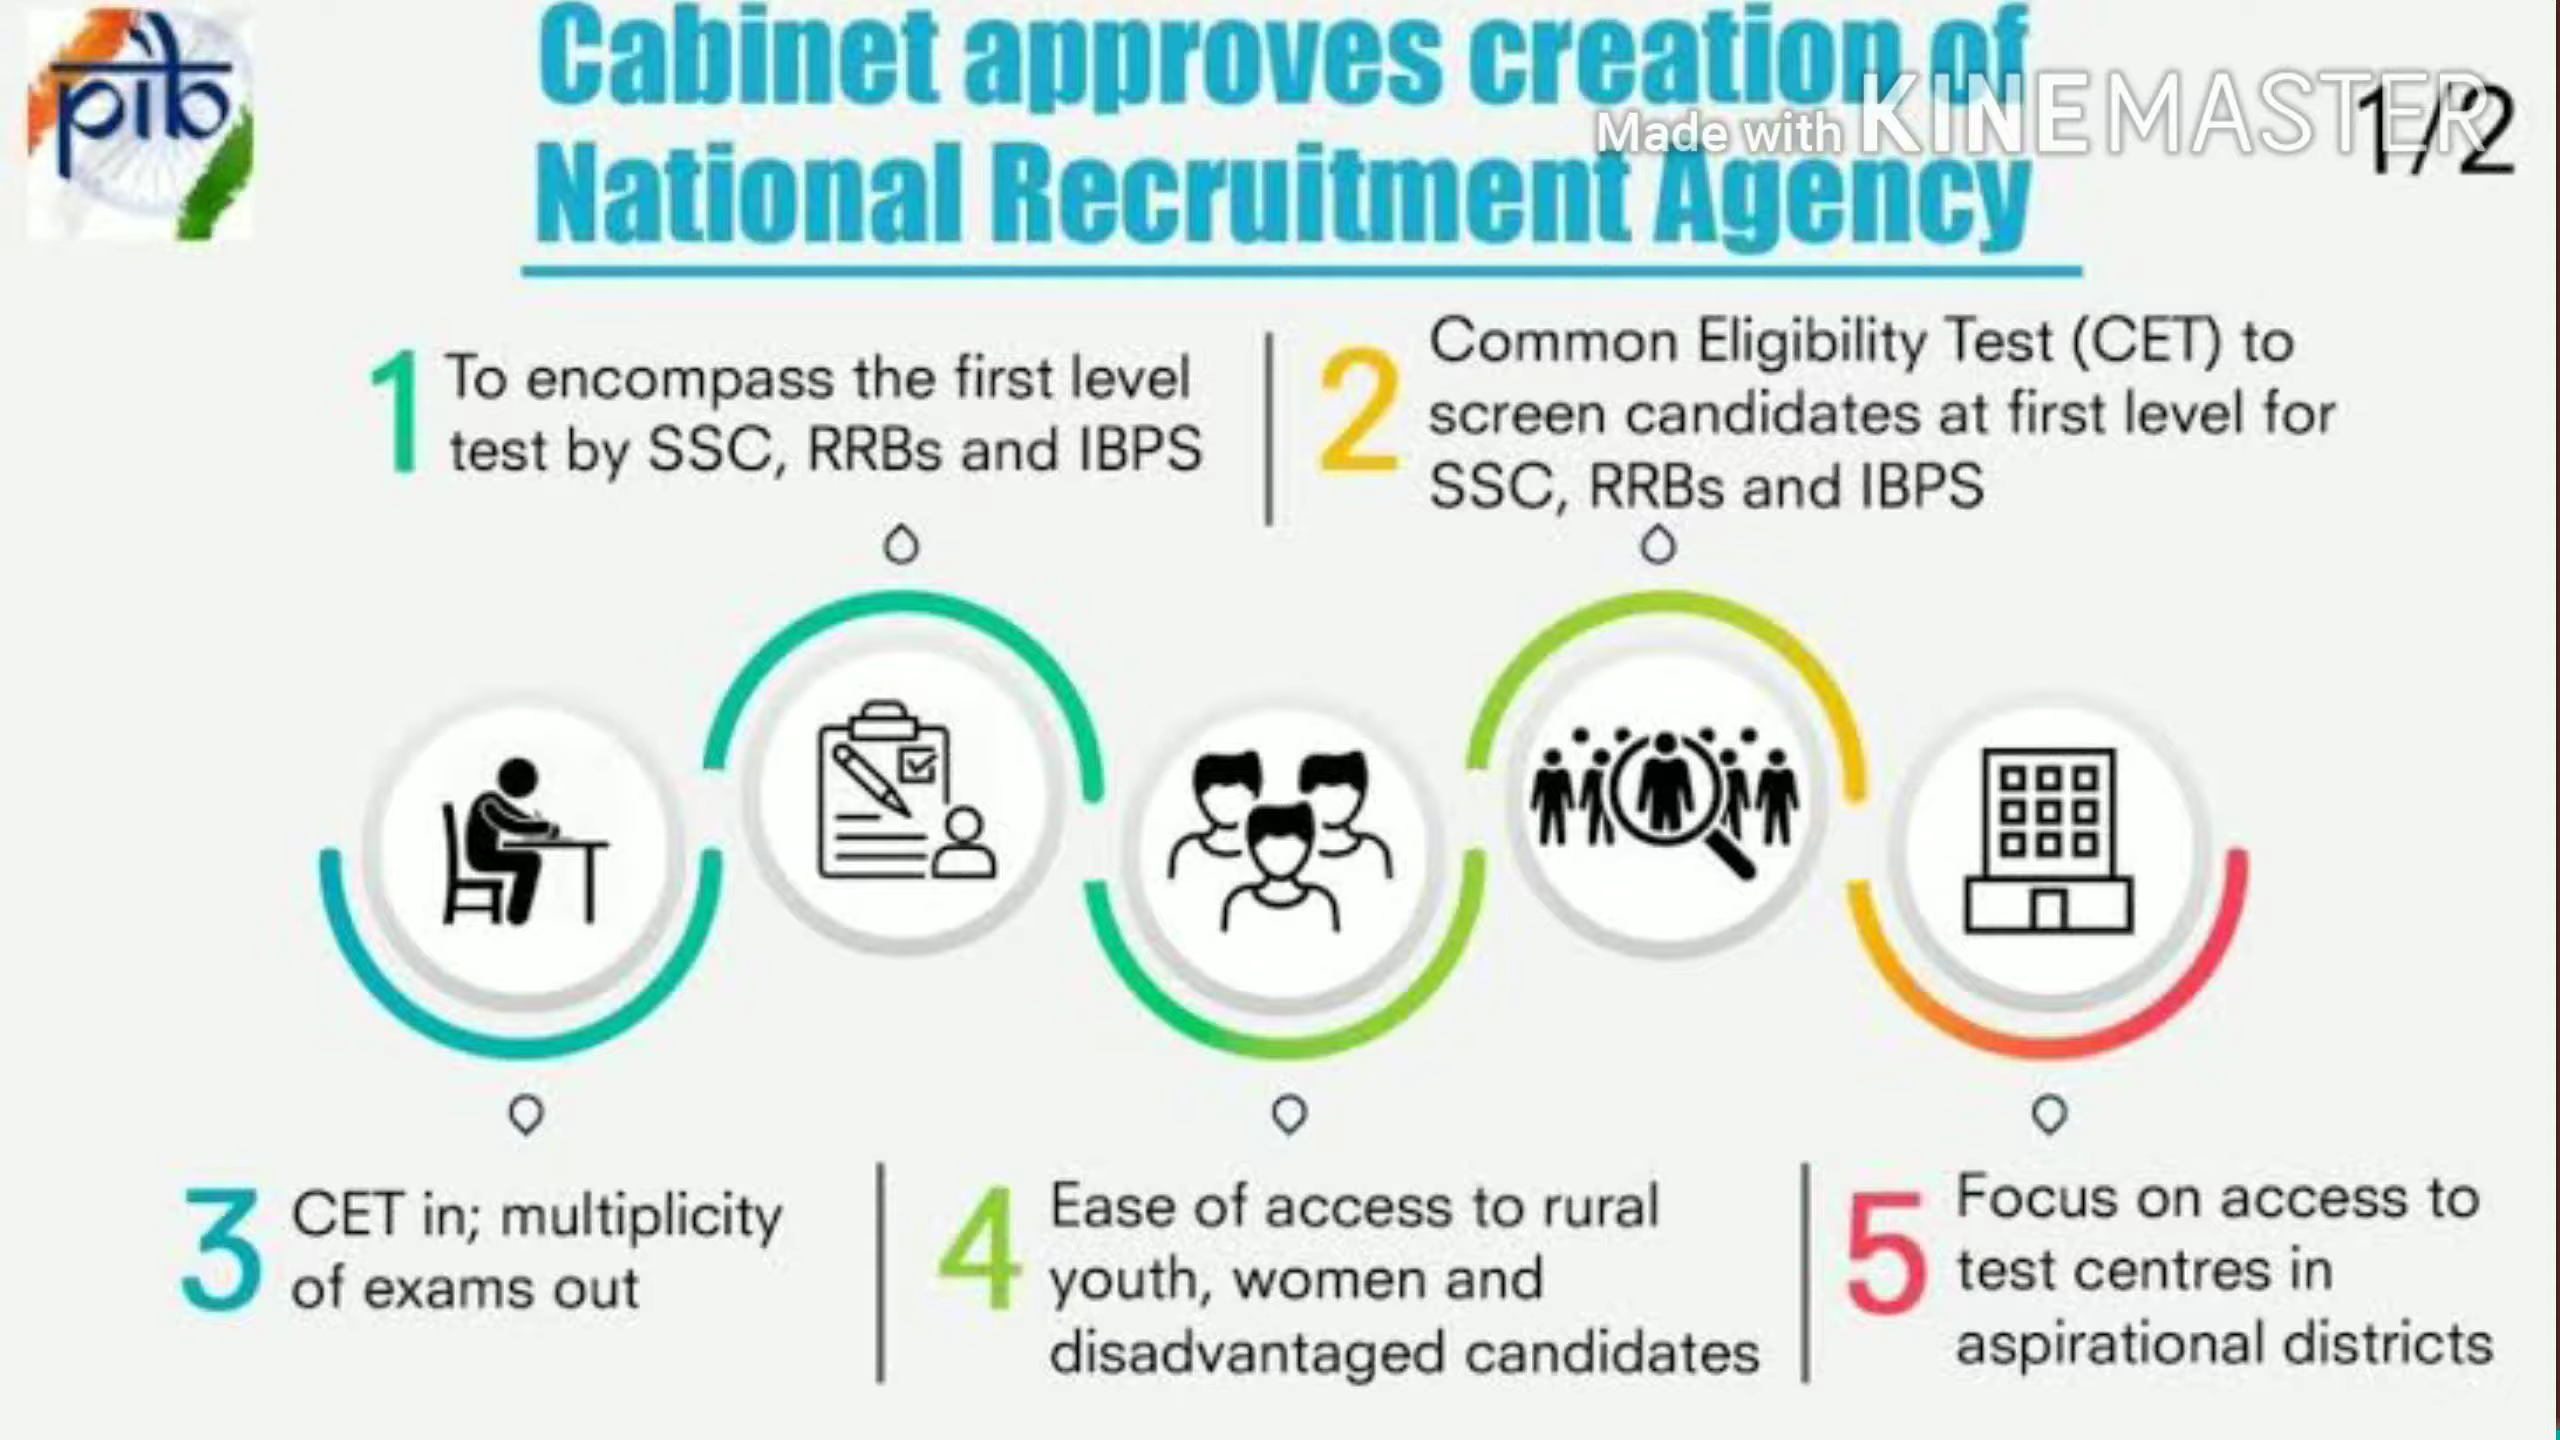 pib
Cabinet approves creation of
National Recruitment Agency
Made with KINEMASTER
1/2
1 To encompass the first level
test by SSC, RRBs and IBPS
2 Common Eligibility Test (CET) to
screen candidates at first level for
SSC, RRBs and IBPS
3 CET in; multiplicity
of exams out
4 Ease of access to rural
youth, women and
disadvantaged candidates
5 Focus on access to
test centres in
aspirational districts